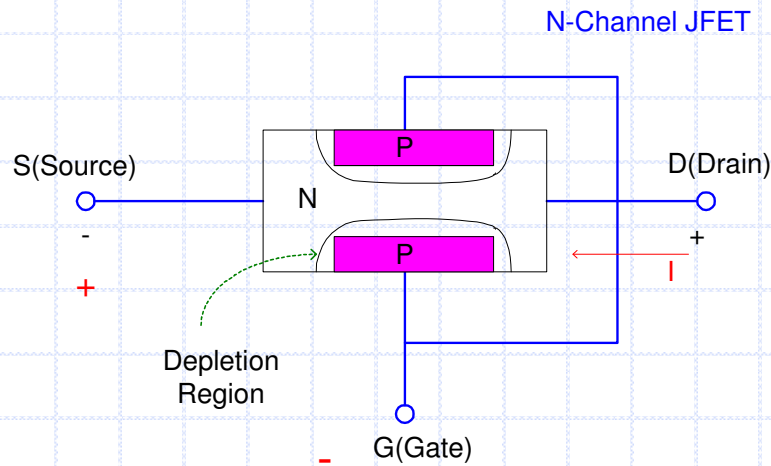 N-Channel JFET
P
S(Source)
D(Drain)
N
-
+
+
P
I
Depletion
Region
G(Gate)
-